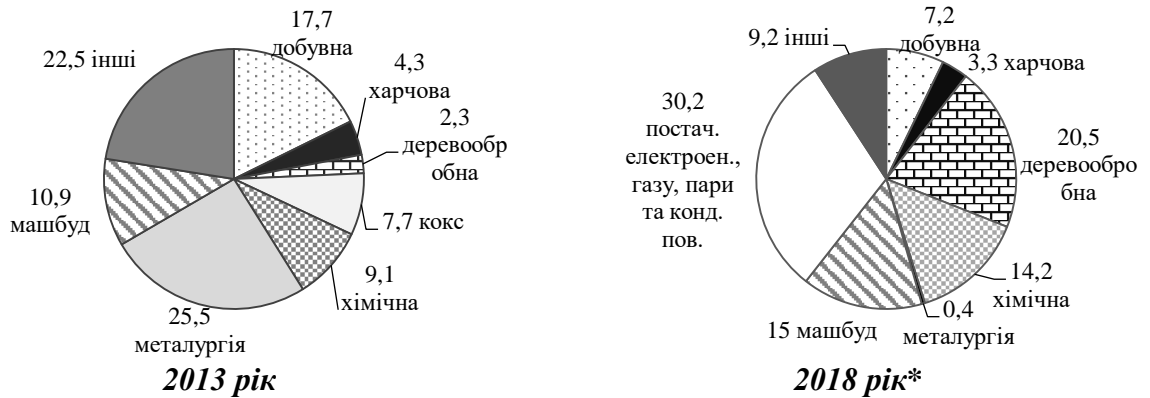 17,7
добувна
4,3
харчова
2,3
деревообр
обна
7,7 кокс
9,1
хімічна
25,5
металургія
10,9
машбуд
22,5 інші
2013 рік
7,2
добувна
3,3 харчова
20,5
деревообро
бна
14,2
хімічна
0,4
металургія
15 машбуд
30,2
постач.
електроен.,
газу, пари
та конд.
пов.
9,2 інші
2018 рік*